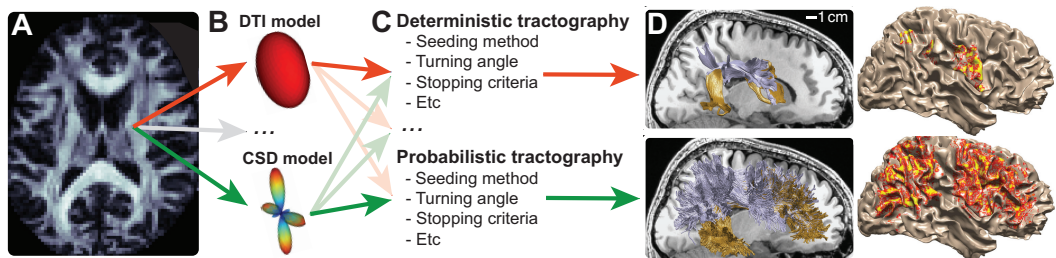 A
B
DTI model
...
CSD model
C
Deterministic tractography
- Seeding method
- Turning angle
- Stopping criteria
- Etc
...
Probabilistic tractography
- Seeding method
- Turning angle
- Stopping criteria
- Etc
D
1 cm